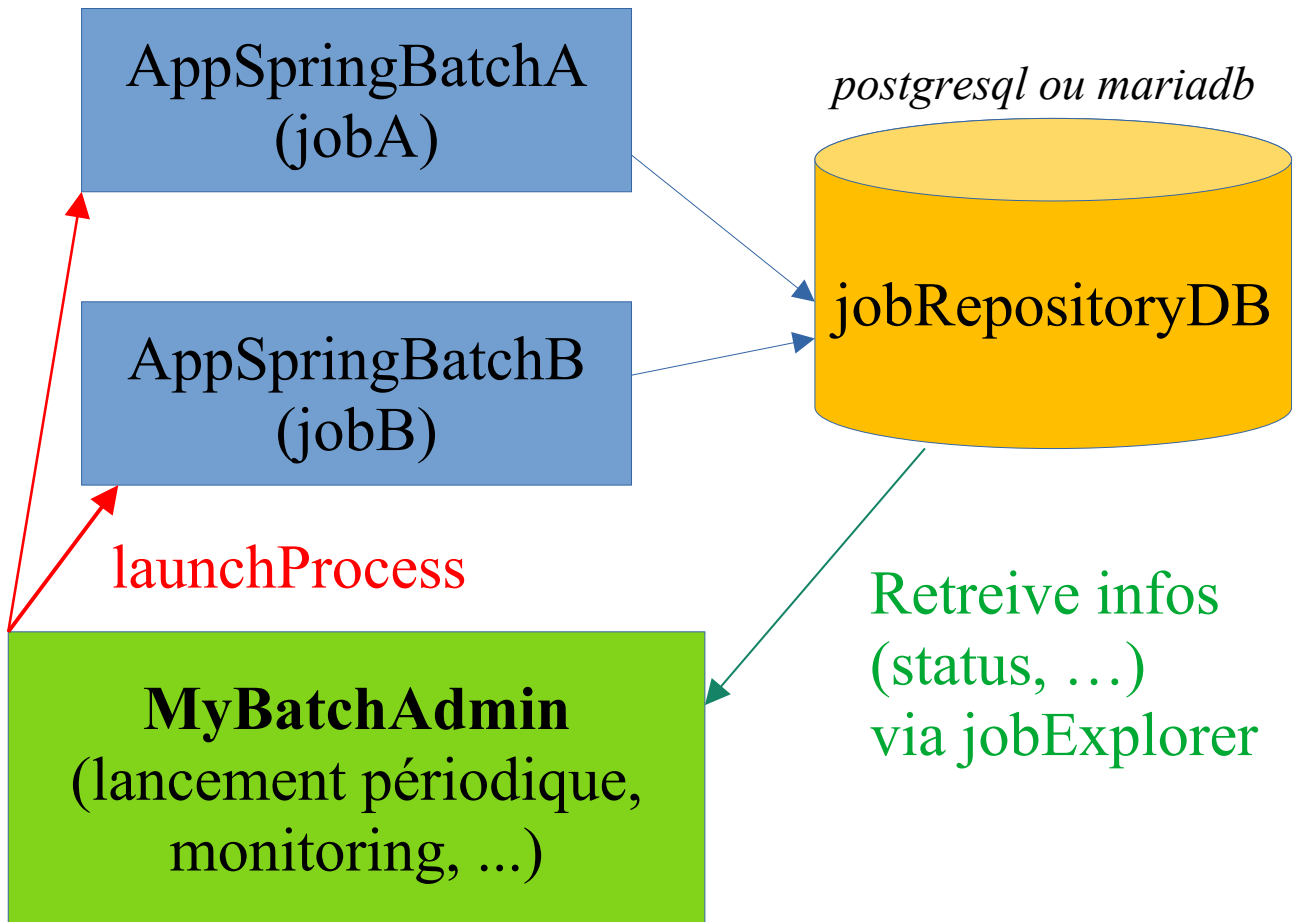 AppSpringBatchA
(jobA)
postgresql ou mariadb
jobRepositoryDB
AppSpringBatchB
(jobB)
launchProcess
Retreive infos
(status, …)
via jobExplorer
MyBatchAdmin
(lancement périodique,
monitoring, ...)